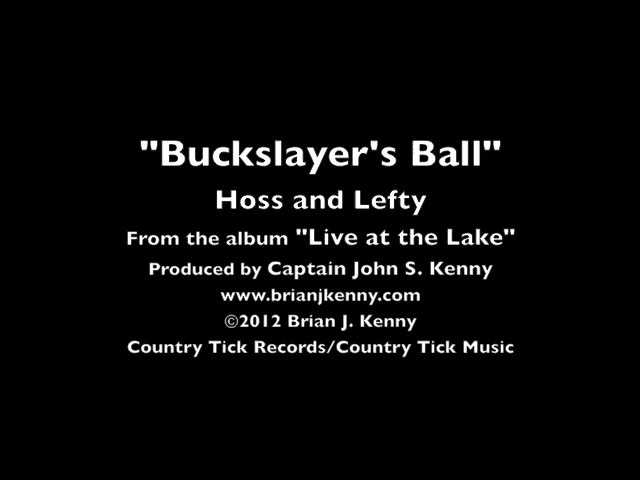 "Buckslayer's Ball"
Hoss and Lefty
From the album "Live at the Lake"
Produced by Captain John S. Kenny
www.brianjkenny.com
©2012 Brian J. Kenny
Country Tick Records/Country Tick Music